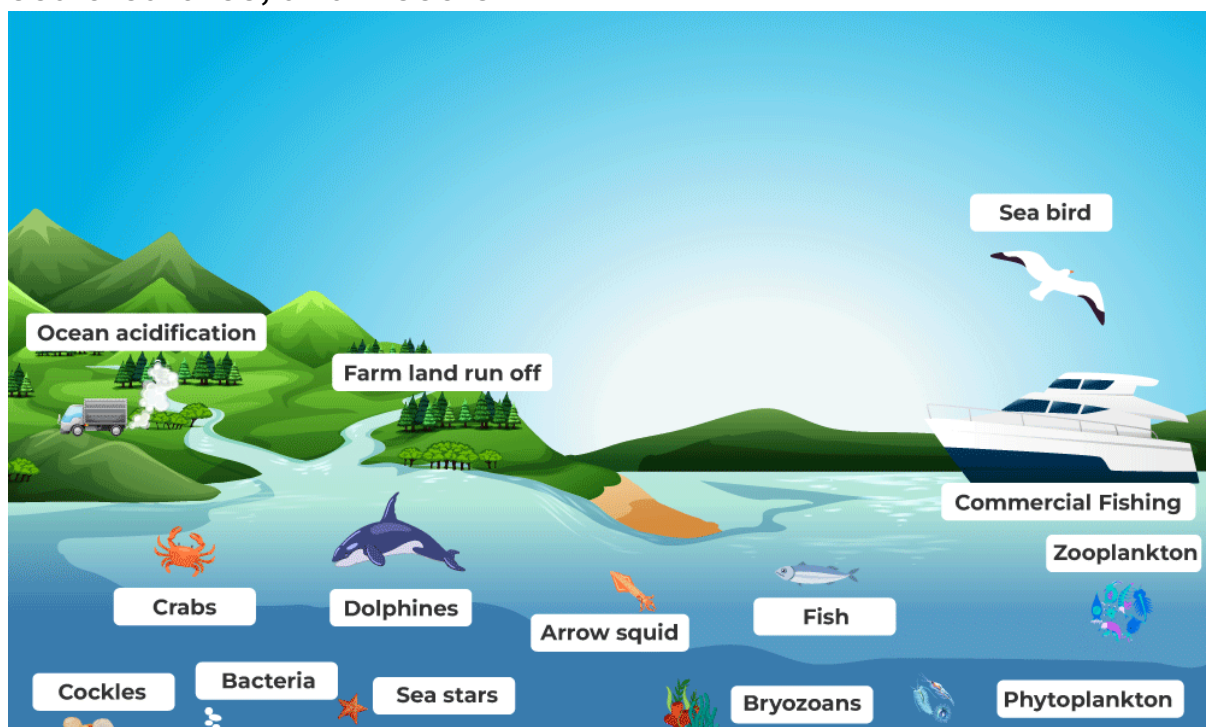 Sea bird
Ocean acidification
Farm land run off
Commercial Fishing
Zooplankton
Crabs
Dolphines
Arrow squid
Fish
Cockles
Bacteria
Sea stars
Bryozoans
Phytoplankton